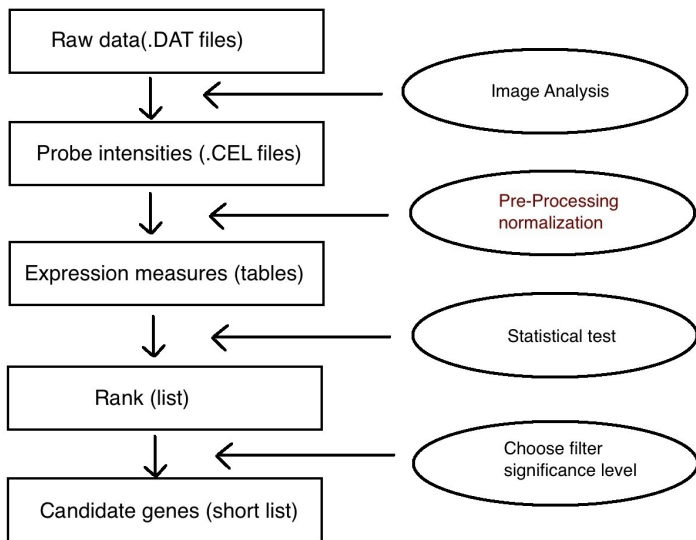 Raw data(.DAT files)
Image Analysis
Probe intensities (.CEL files)
Pre-Processing
normalization
Expression measures (tables)
Statistical test
Rank (list)
Choose filter
significance level
Candidate genes (short list)